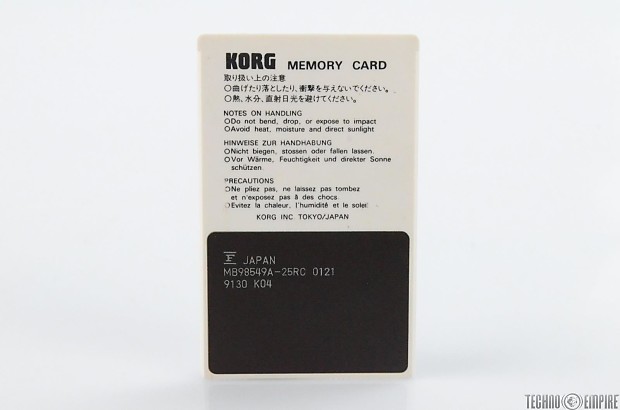 KORG MEMORY CARD
取り扱い上の注意
○曲げたり落としたり、衝撃を与えないでください。
○熱、水分、直射日光を避けてください。
NOTES ON HANDLING
○Do not bend, drop, or expose to impact
○Avoid heat, moisture and direct sunlight
HINWEISE ZUR HANDHABUNG
○Nicht biegen, stossen oder fallen lassen.
○Vor Wärme, Feuchtigkeit und direkter Sonne
schützen.
PRECAUTIONS
○Ne pliez pas, ne laissez pas tombez
et n'exposez pas à des chocs.
○Evitez la chaleur, l'humidité et le soleil
KORG INC TOKYO/JAPAN
F JAPAN
MB98549A-25RC 0121
9130 K04
TECHNO EMPIRE